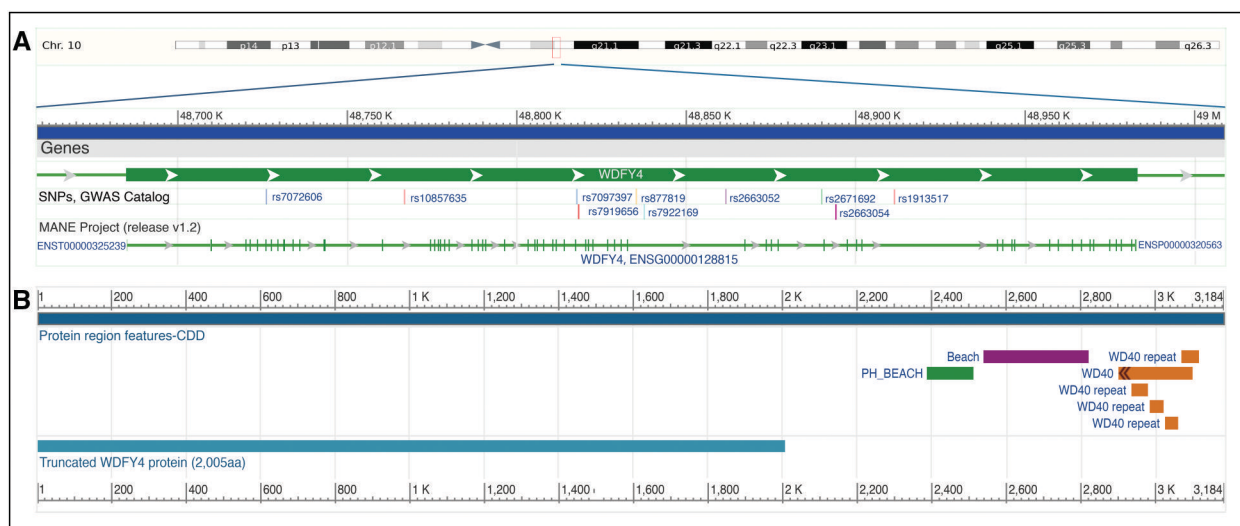 A
Chr. 10
p14 p13 p12.1 q21.1 q21.3 q22.1 q22.3 q23.1 q25.1 q25.3 q26.3
48,700 K 48,750 K 48,800 K 48,850 K 48,900 K 48,950 K 49 M
Genes
WDFY4
SNPs, GWAS Catalog
rs7072606 rs10857635 rs7097397 rs877819 rs2663052 rs2671692 rs1913517
rs7919656 rs7922169 rs2663054
MANE Project (release v1.2)
ENST00000325239 ENSP00000320563
WDFY4, ENSG00000128815
B
1 200 400 600 800 1 K 1,200 1,400 1,600 1,800 2 K 2,200 2,400 2,600 2,800 3 K 3,184
Protein region features-CDD
Beach WD40 repeat
PH_BEACH WD40
WD40 repeat
WD40 repeat
WD40 repeat
Truncated WDFY4 protein (2,005aa)
1 200 400 600 800 1 K 1,200 1,400 1,600 1,800 2 K 2,200 2,400 2,600 2,800 3 K 3,184